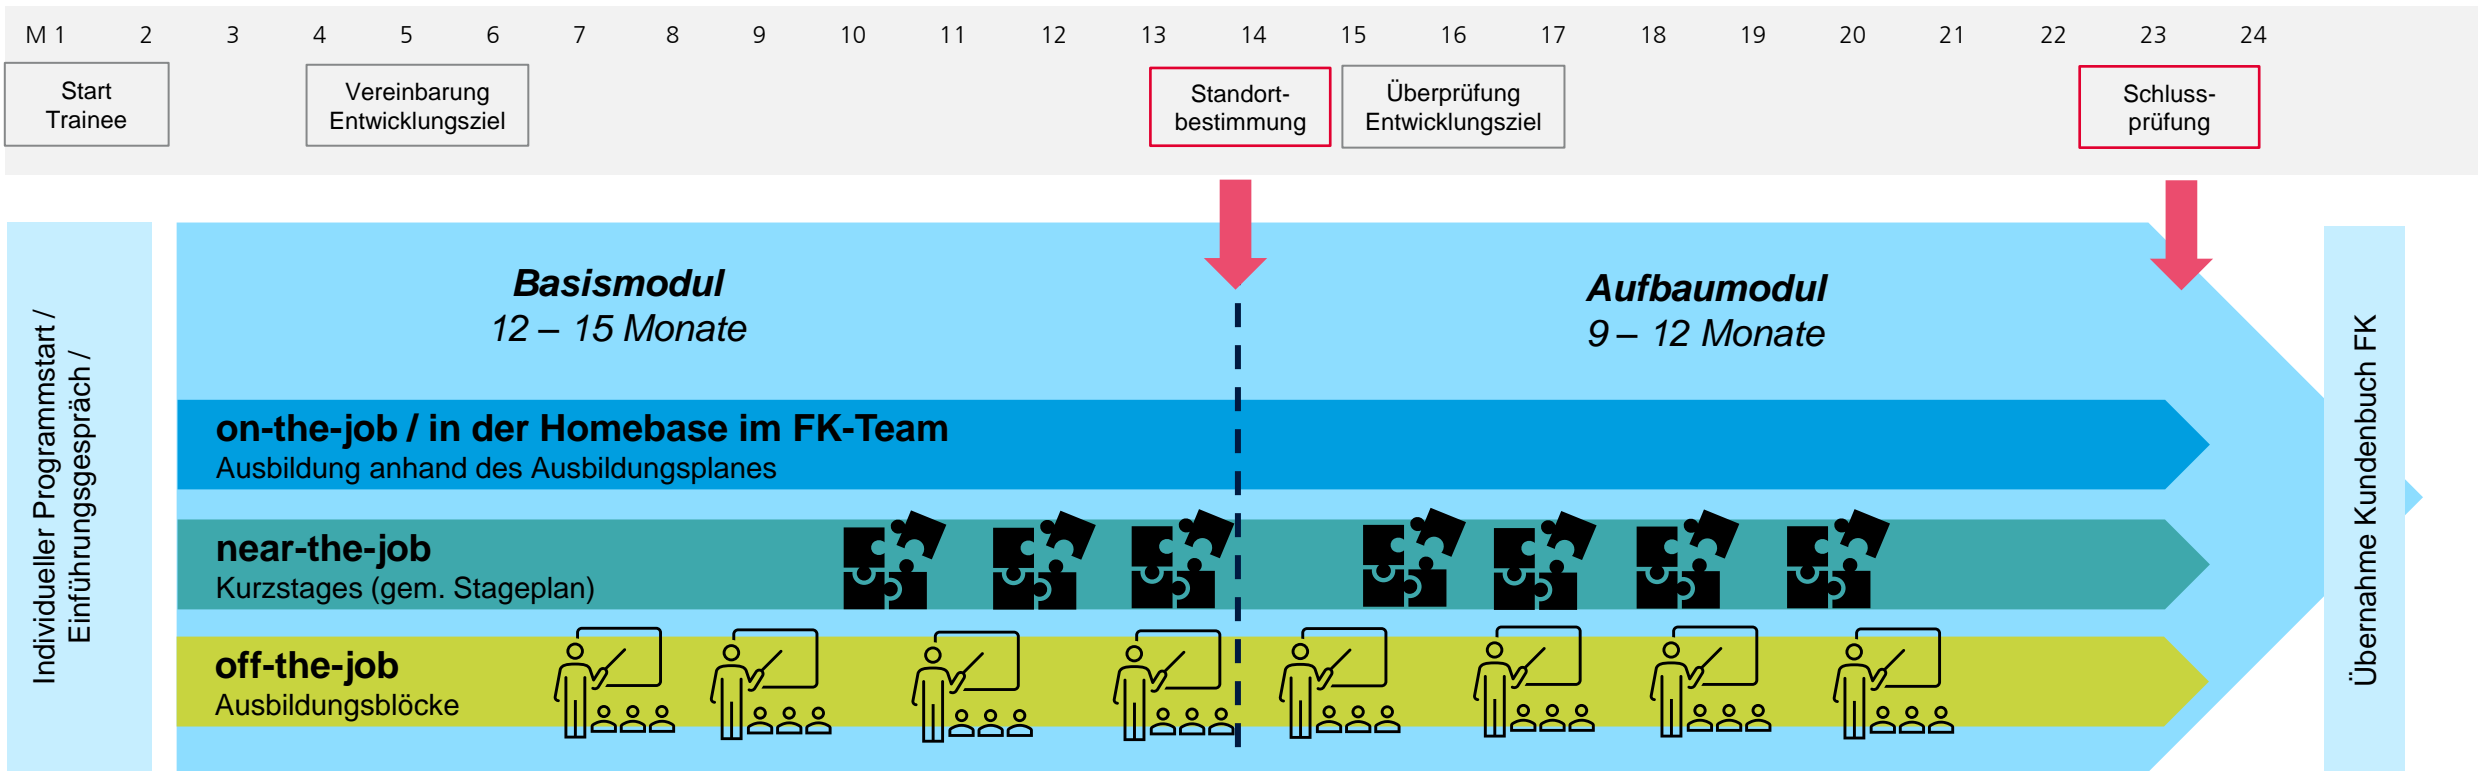 M 1 2 3 4 5 6 7 8 9 10 11 12 13 14 15 16 17 18 19 20 21 22 23 24
Start
Trainee
Vereinbarung
Entwicklungsziel
Standort-
bestimmung
Überprüfung
Entwicklungsziel
Schluss-
prüfung
Individueller Programmstart /
Einführungsgespräch /
Basismodul
12 – 15 Monate
Aufbaumodul
9 – 12 Monate
on-the-job / in der Homebase im FK-Team
Ausbildung anhand des Ausbildungsplanes
near-the-job
Kurzstages (gem. Stageplan)
off-the-job
Ausbildungsblöcke
Übernahme Kundenbuch FK